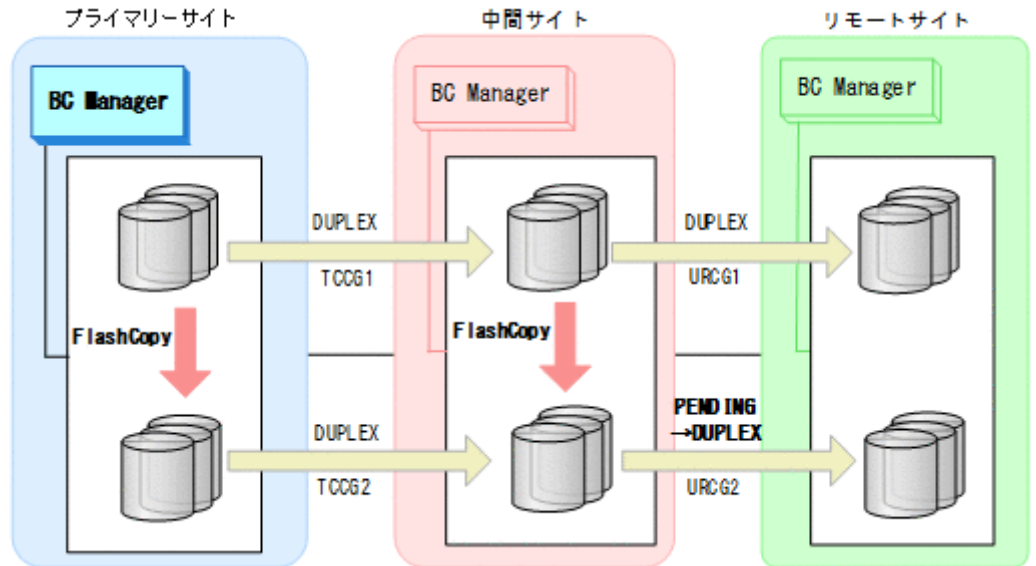 プライマリーサイト
中間サイト
リモートサイト
BC Manager
BC Manager
BC Manager
DUPLEX
TCCG1
DUPLEX
URCG1
FlashCopy
FlashCopy
DUPLEX
TCCG2
PENDING
→DUPLEX
URCG2